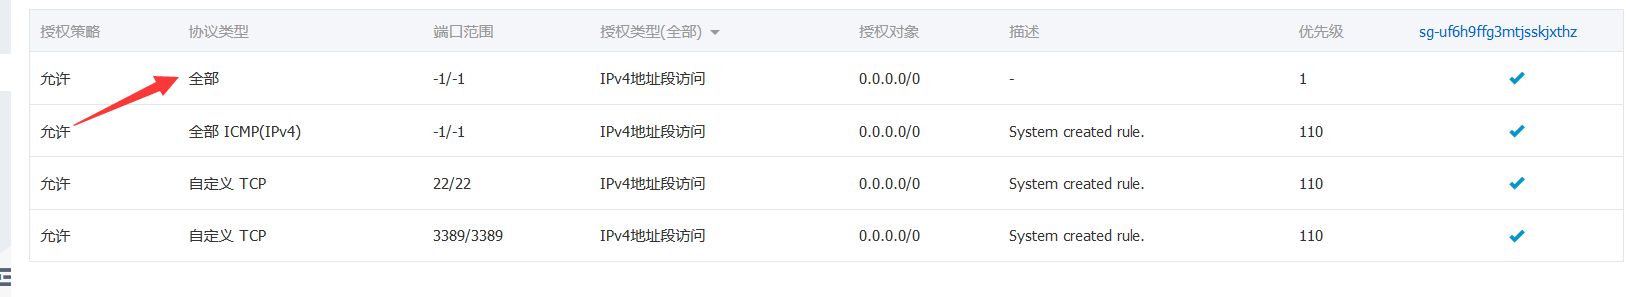 授权策略 协议类型 端口范围 授权类型(全部) 授权对象 描述 优先级 sg-uf6h9ffg3mtjsskjxthz
允许 全部 -1/-1 IPv4地址段访问 0.0.0.0/0 - 1
允许 全部 ICMP(IPv4) -1/-1 IPv4地址段访问 0.0.0.0/0 System created rule. 110
允许 自定义 TCP 22/22 IPv4地址段访问 0.0.0.0/0 System created rule. 110
允许 自定义 TCP 3389/3389 IPv4地址段访问 0.0.0.0/0 System created rule. 110